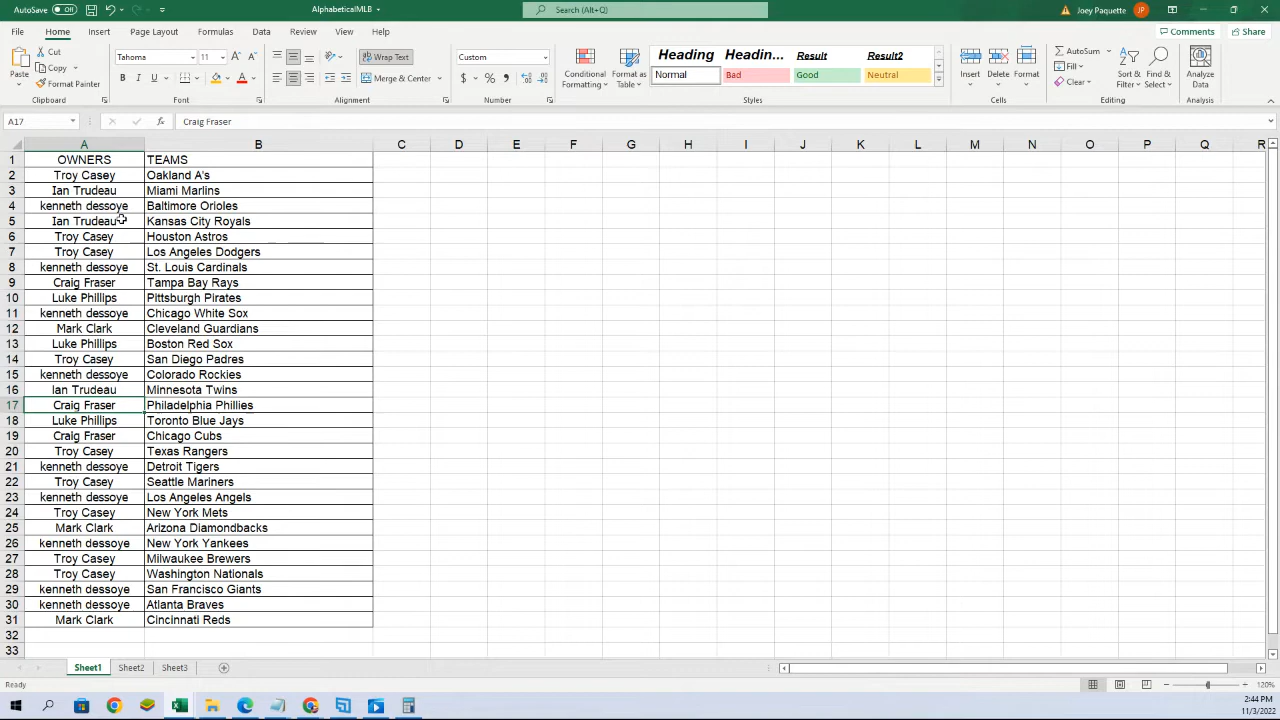 AutoSave Off AlphabeticalMLB Search (Alt+Q) Joey Paquette JP
File Home Insert Page Layout Formulas Data Review View Help Comments Share
Paste Cut Copy Format Painter Clipboard
Tahoma 11 B I U Font
Wrap Text Merge & Center Alignment
Custom $ % Number
Conditional Formatting Format as Table
Heading Headin... Result Result2
Normal Bad Good Neutral Styles
Insert Delete Format Cells
AutoSum Fill Clear Sort & Filter Find & Select Editing
Analyze Data Analysis
A17 fx Craig Fraser
A B C D E F G H I J K L M N O P Q R
1 OWNERS TEAMS
2 Troy Casey Oakland A's
3 Ian Trudeau Miami Marlins
4 kenneth dessoye Baltimore Orioles
5 Ian Trudeau Kansas City Royals
6 Troy Casey Houston Astros
7 Troy Casey Los Angeles Dodgers
8 kenneth dessoye St. Louis Cardinals
9 Craig Fraser Tampa Bay Rays
10 Luke Phillips Pittsburgh Pirates
11 kenneth dessoye Chicago White Sox
12 Mark Clark Cleveland Guardians
13 Luke Phillips Boston Red Sox
14 Troy Casey San Diego Padres
15 kenneth dessoye Colorado Rockies
16 Ian Trudeau Minnesota Twins
17 Craig Fraser Philadelphia Phillies
18 Luke Phillips Toronto Blue Jays
19 Craig Fraser Chicago Cubs
20 Troy Casey Texas Rangers
21 kenneth dessoye Detroit Tigers
22 Troy Casey Seattle Mariners
23 kenneth dessoye Los Angeles Angels
24 Troy Casey New York Mets
25 Mark Clark Arizona Diamondbacks
26 kenneth dessoye New York Yankees
27 Troy Casey Milwaukee Brewers
28 Troy Casey Washington Nationals
29 kenneth dessoye San Francisco Giants
30 kenneth dessoye Atlanta Braves
31 Mark Clark Cincinnati Reds
32
33
Sheet1 Sheet2 Sheet3
Ready 120%
2:44 PM
11/3/2022